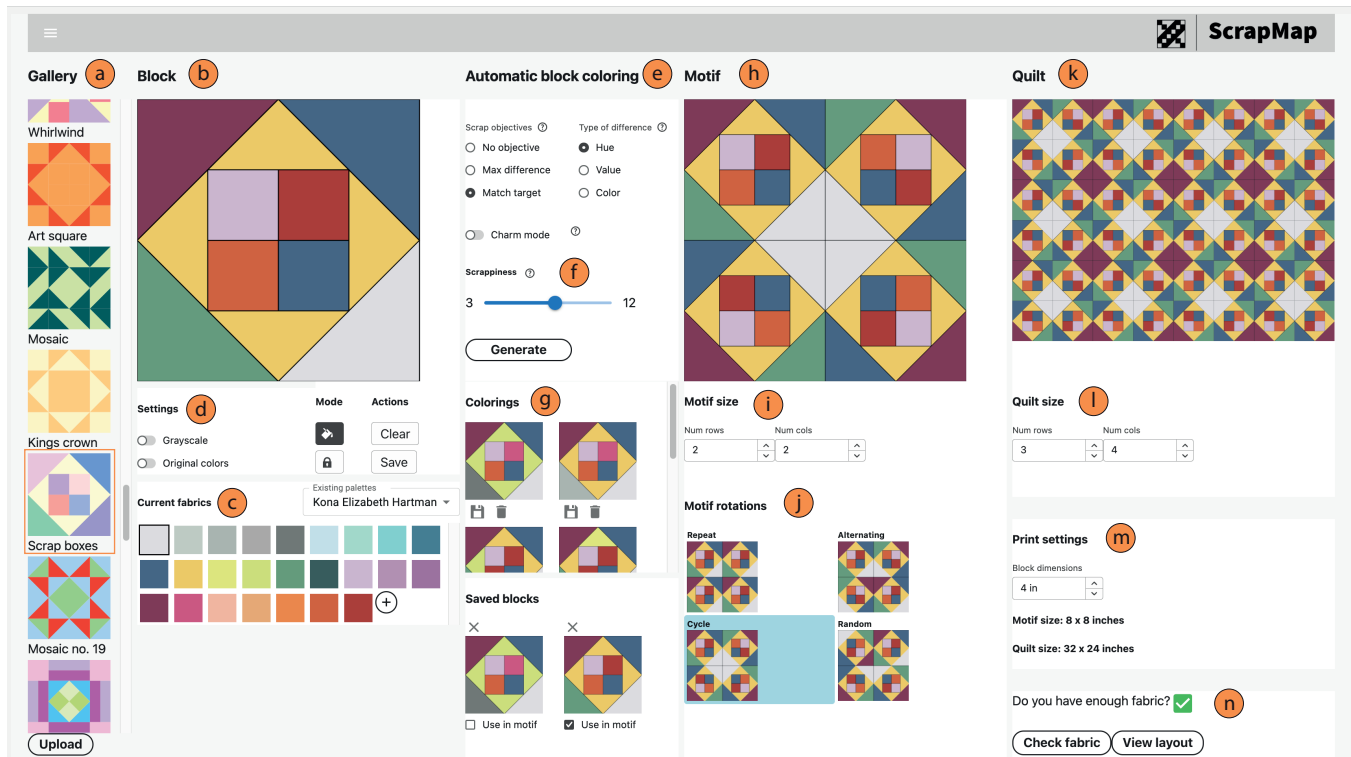 ScrapMap
Gallery a
Whirlwind
Art square
Mosaic
Kings crown
Scrap boxes
Mosaic no. 19
Upload
Block b
Settings d
Grayscale
Original colors
Mode
Actions
Clear
Save
Current fabrics c
Existing palettes
Kona Elizabeth Hartman
+
Automatic block coloring e
Scrap objectives ?
No objective
Max difference
Match target
Type of difference ?
Hue
Value
Color
Charm mode ?
Scrappiness ? f
3 12
Generate
Colorings g
Saved blocks
Use in motif
Use in motif
Motif h
Motif size i
Num rows
2
Num cols
2
Motif rotations j
Repeat
Alternating
Cycle
Random
Quilt k
Quilt size l
Num rows
3
Num cols
4
Print settings m
Block dimensions
4 in
Motif size: 8 x 8 inches
Quilt size: 32 x 24 inches
Do you have enough fabric? n
Check fabric
View layout